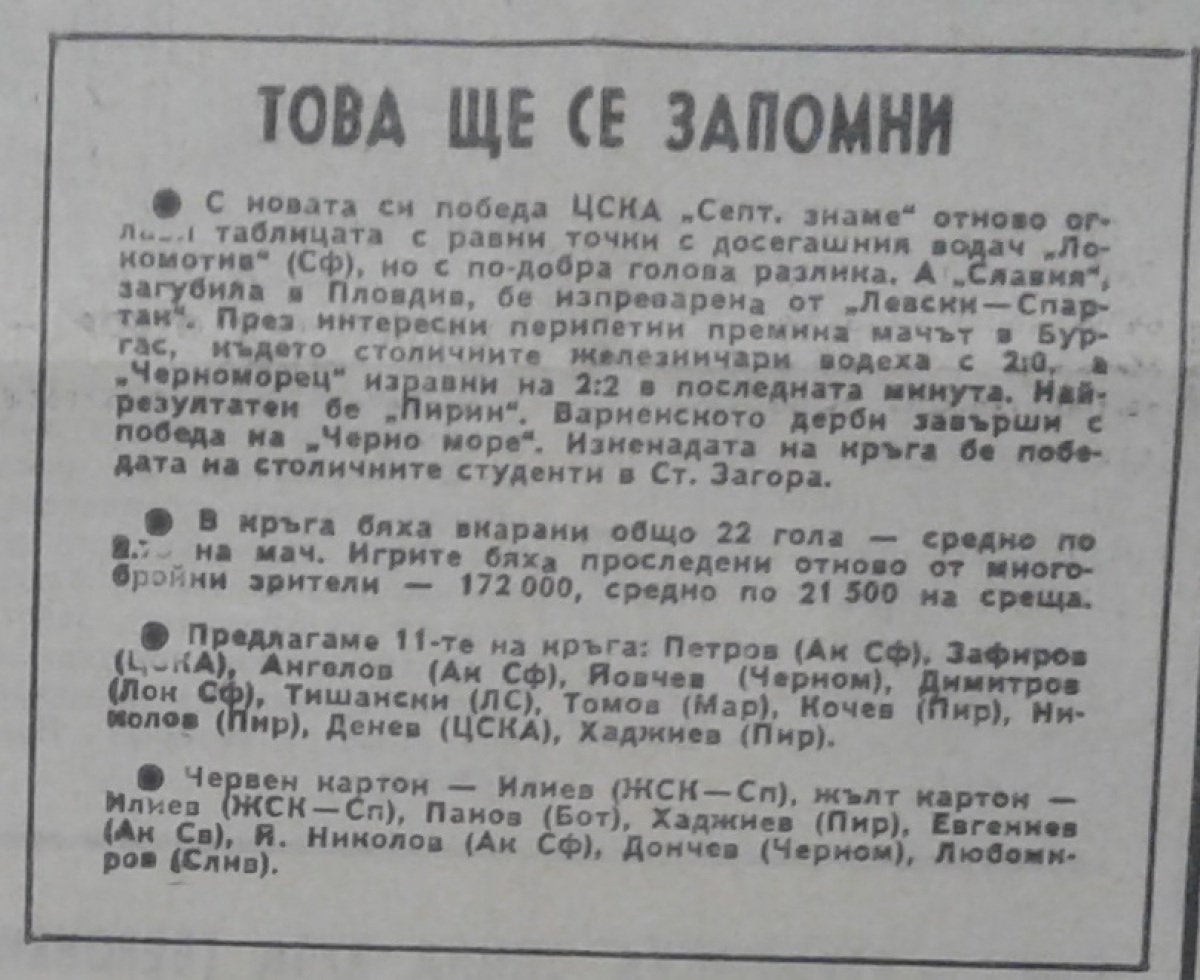 ТОВА ЩЕ СЕ ЗАПОМНИ
● С новата си победа ЦСКА „Септ. знаме“ отново ог-
таблицата с равни точки с досегашния водач „Ло-
комотив“ (Сф), но с по-добра голова разлика. А „Славия“,
загубила в Пловдив, бе изпреварена от „Левски—Спар-
так“. През интересни перипетии премина мачът в Бур-
гас, където столичните железничари водеха с 2:0, а
„Черноморец“ изравни на 2:2 в последната минута. Най-
резултатен бе „Пирин“. Варненското дерби завърши с
победа на „Черно море“. Изненадата на кръга бе побе-
дата на столичните студенти в Ст. Загора.
● В кръга бяха вкарани общо 22 гола — средно по
на мач. Игрите бяха проследени отново от много-
бройни зрители — 172 000, средно по 21 500 на среща.
● Предлагаме 11-те на кръга: Петров (Ак Сф), Зафиров
(ЦСКА), Ангелов (Ак Сф), Йовчев (Черном), Димитров
(Лок Сф), Тишански (ЛС), Томов (Мар), Кочев (Пир), Ни-
колов (Пир), Денев (ЦСКА), Хаджиев (Пир).
● Червен картон — Илиев (ЖСК—Сп), жълт картон —
Илиев (ЖСК—Сп), Панов (Бот), Хаджиев (Пир), Евгениев
(Ак Св), Й. Николов (Ак Сф), Дончев (Черном), Любоми-
ров (Слив).